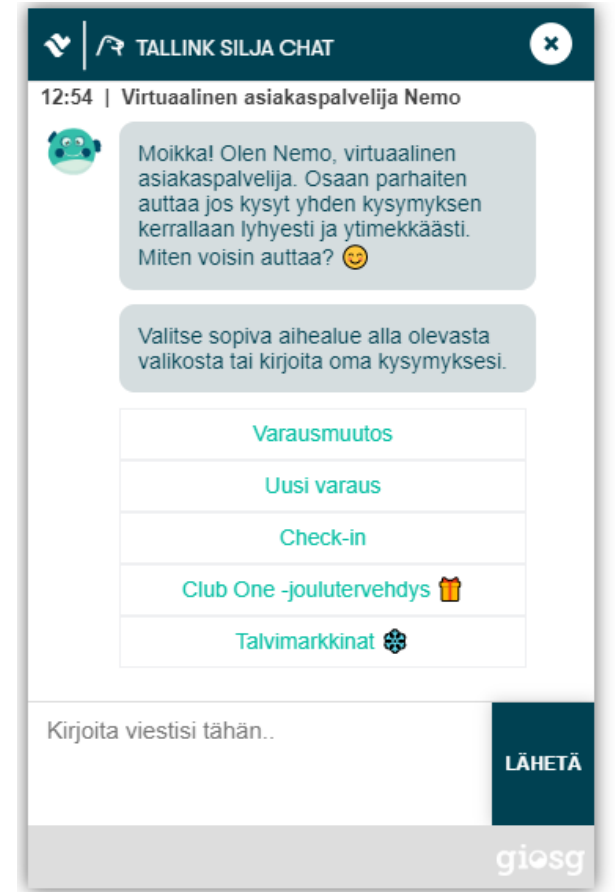 TALLINK SILJA CHAT
12:54 | Virtuaalinen asiakaspalvelija Nemo
Moikka! Olen Nemo, virtuaalinen
asiakaspalvelija. Osaan parhaiten
auttaa jos kysyt yhden kysymyksen
kerrallaan lyhyesti ja ytimekkäästi.
Miten voisin auttaa? 😊
Valitse sopiva aihealue alla olevasta
valikosta tai kirjoita oma kysymyksesi.
Varausmuutos
Uusi varaus
Check-in
Club One -joulutervehdys 🎁
Talvimarkkinat ❄
Kirjoita viestisi tähän..
LÄHETÄ
giosg